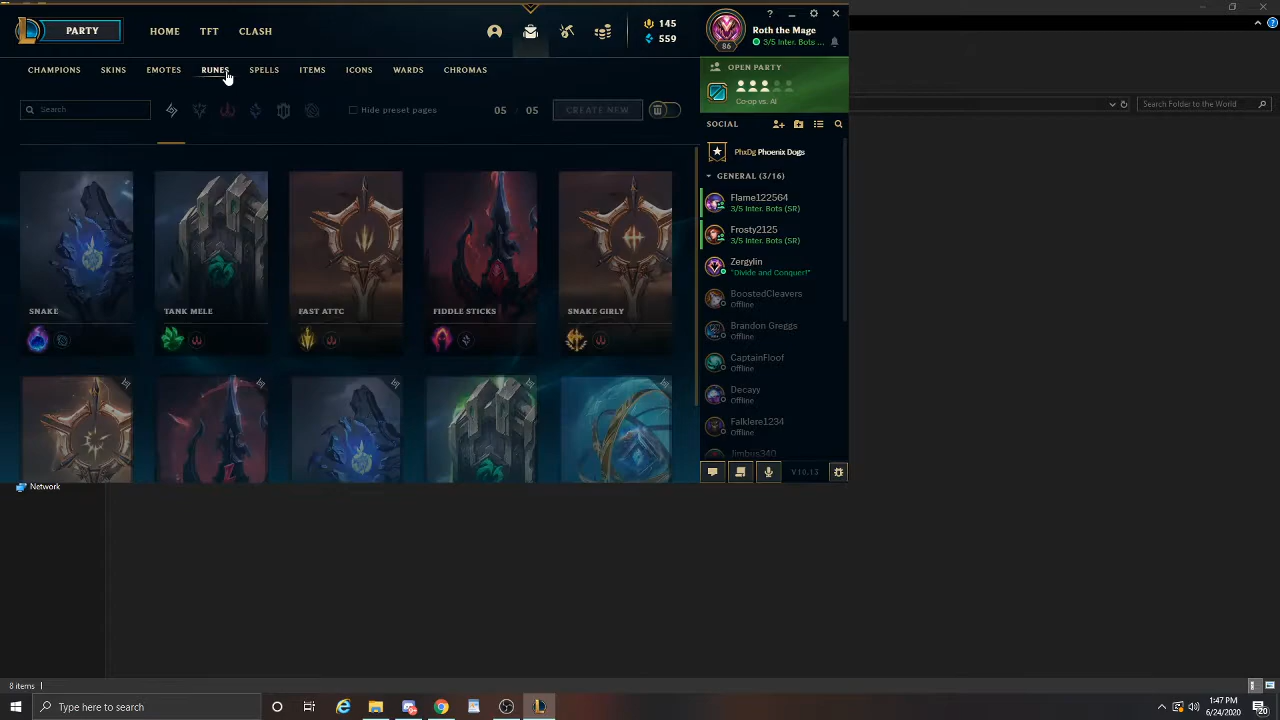 PARTY
HOME
TFT
CLASH
145
559
86
Roth the Mage
3/5 Inter. Bots ...
CHAMPIONS
SKINS
EMOTES
RUNES
SPELLS
ITEMS
ICONS
WARDS
CHROMAS
OPEN PARTY
Co-op vs. AI
Search
Hide preset pages
05 : 05
CREATE NEW
Search Folder to the World
SOCIAL
PhxDg Phoenix Dogs
GENERAL (3/16)
Flame122564
3/5 Inter. Bots (SR)
Frosty2125
3/5 Inter. Bots (SR)
Zergylin
"Divide and Conquer!"
BoostedCleavers
Offline
Brandon Greggs
Offline
CaptainFloof
Offline
Decayy
Offline
Falklere1234
Offline
Jimbus340
SNAKE
TANK MELE
FAST ATTC
FIDDLE STICKS
SNAKE GIRLY
V10.13
Network
8 items
Type here to search
1:47 PM
6/24/2020